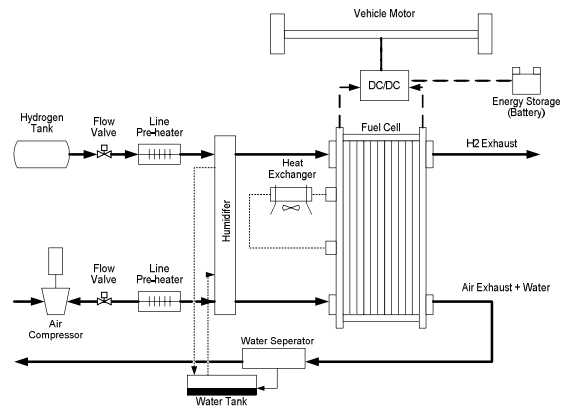 Vehicle Motor
DC/DC
Energy Storage
(Battery)
Hydrogen
Tank
Flow
Valve
Line
Pre-heater
Fuel Cell
H2 Exhaust
Heat
Exchanger
Humidifer
Flow
Valve
Line
Pre-heater
Air Exhaust + Water
Air
Compressor
Water Seperator
Water Tank